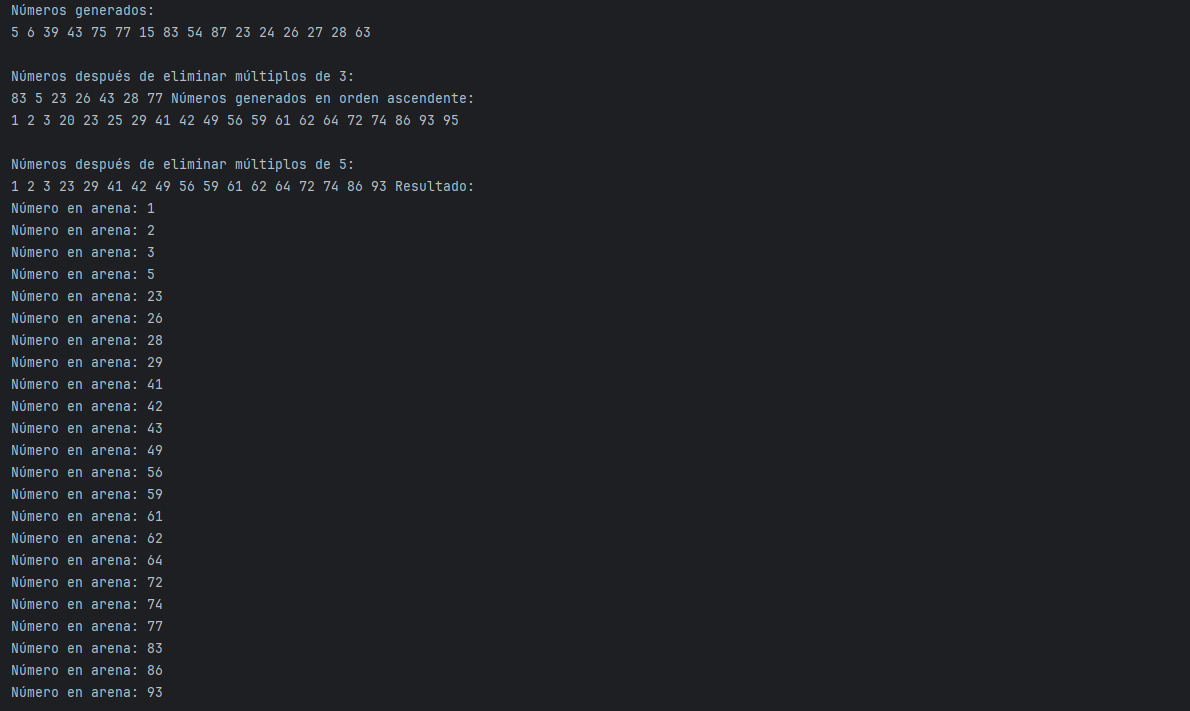 Números generados:
5 6 39 43 75 77 15 83 54 87 23 24 26 27 28 63
Números después de eliminar múltiplos de 3:
83 5 23 26 43 28 77 Números generados en orden ascendente:
1 2 3 20 23 25 29 41 42 49 56 59 61 62 64 72 74 86 93 95
Números después de eliminar múltiplos de 5:
1 2 3 23 29 41 42 49 56 59 61 62 64 72 74 86 93 Resultado:
Número en arena: 1
Número en arena: 2
Número en arena: 3
Número en arena: 5
Número en arena: 23
Número en arena: 26
Número en arena: 28
Número en arena: 29
Número en arena: 41
Número en arena: 42
Número en arena: 43
Número en arena: 49
Número en arena: 56
Número en arena: 59
Número en arena: 61
Número en arena: 62
Número en arena: 64
Número en arena: 72
Número en arena: 74
Número en arena: 77
Número en arena: 83
Número en arena: 86
Número en arena: 93